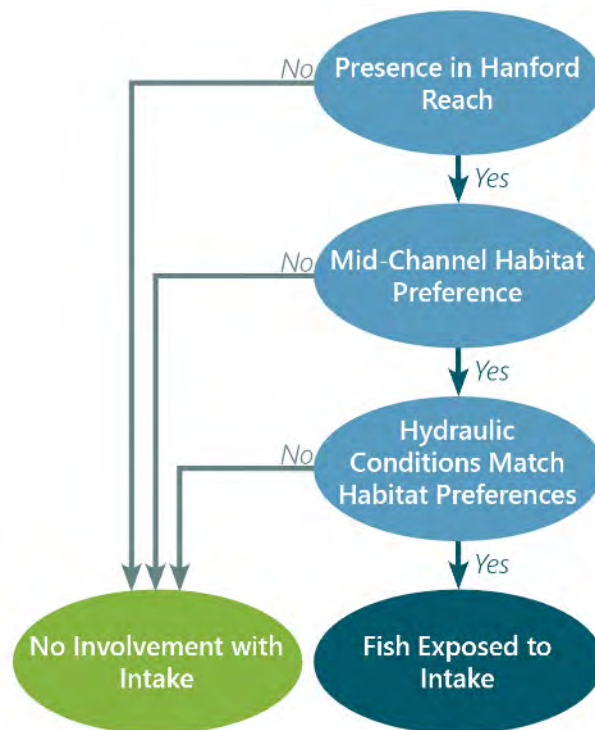 No
Presence in Hanford
Reach
Yes
No
Mid-Channel Habitat
Preference
Yes
No
Hydraulic
Conditions Match
Habitat Preferences
Yes
No Involvement with
Intake
Fish Exposed to
Intake